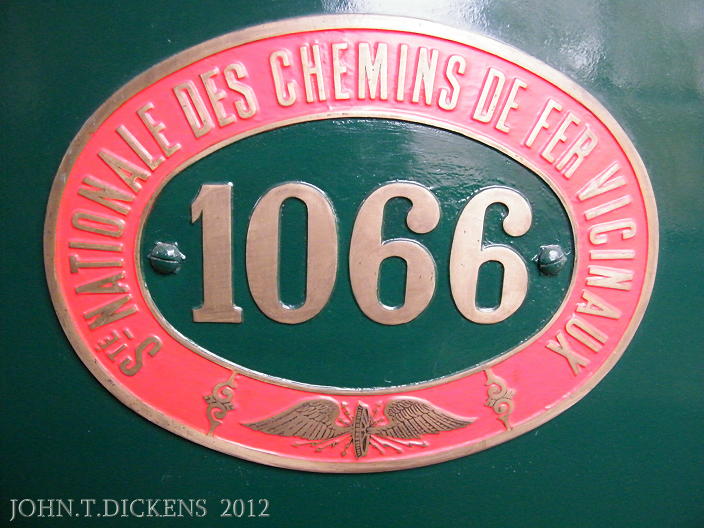 STÉ NATIONALE DES CHEMINS DE FER VICINAUX
1066
JOHN.T.DICKENS 2012